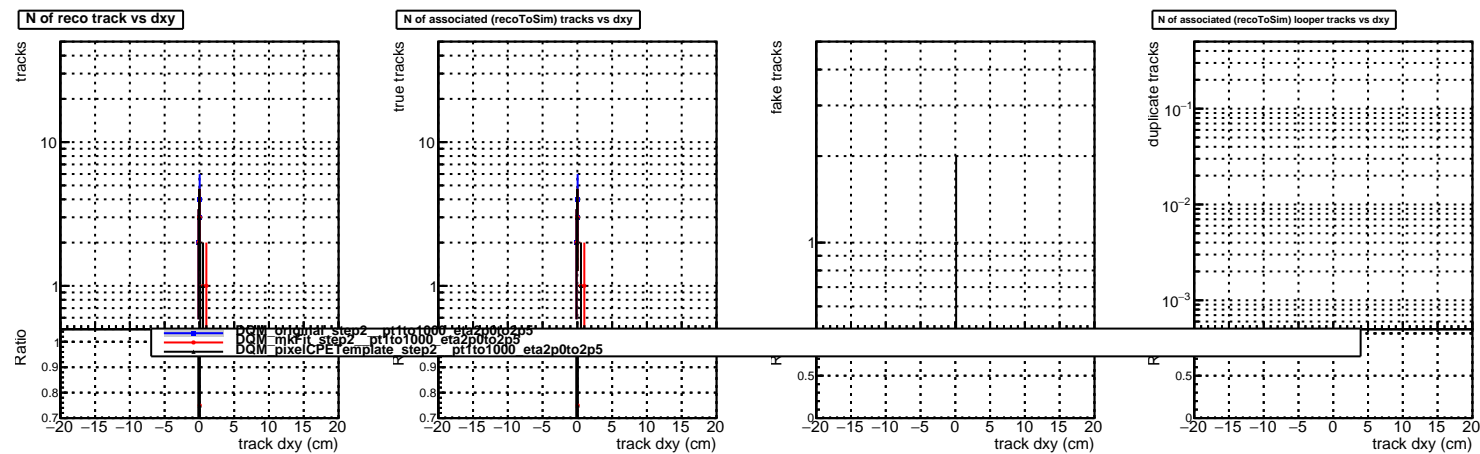 N of reco track vs dxy
tracks
10
1
Ratio
1
0.9
0.8
0.7
−20 −15 −10 −5 0 5 10 15 20
track dxy (cm)
N of associated (recoToSim) tracks vs dxy
true tracks
10
1
0.9
0.8
0.7
−20 −15 −10 −5 0 5 10 15 20
track dxy (cm)
fake tracks
1
0.5
0
−20 −15 −10 −5 0 5 10 15 20
track dxy (cm)
N of associated (recoToSim) looper tracks vs dxy
duplicate tracks
10−1
10−2
10−3
0.5
0
−20 −15 −10 −5 0 5 10 15 20
track dxy (cm)
DQM_original_step2__pt1to1000_eta2p0to2p5
DQM_mkFit_step2__pt1to1000_eta2p0to2p5
DQM_pixelCPETemplate_step2__pt1to1000_eta2p0to2p5